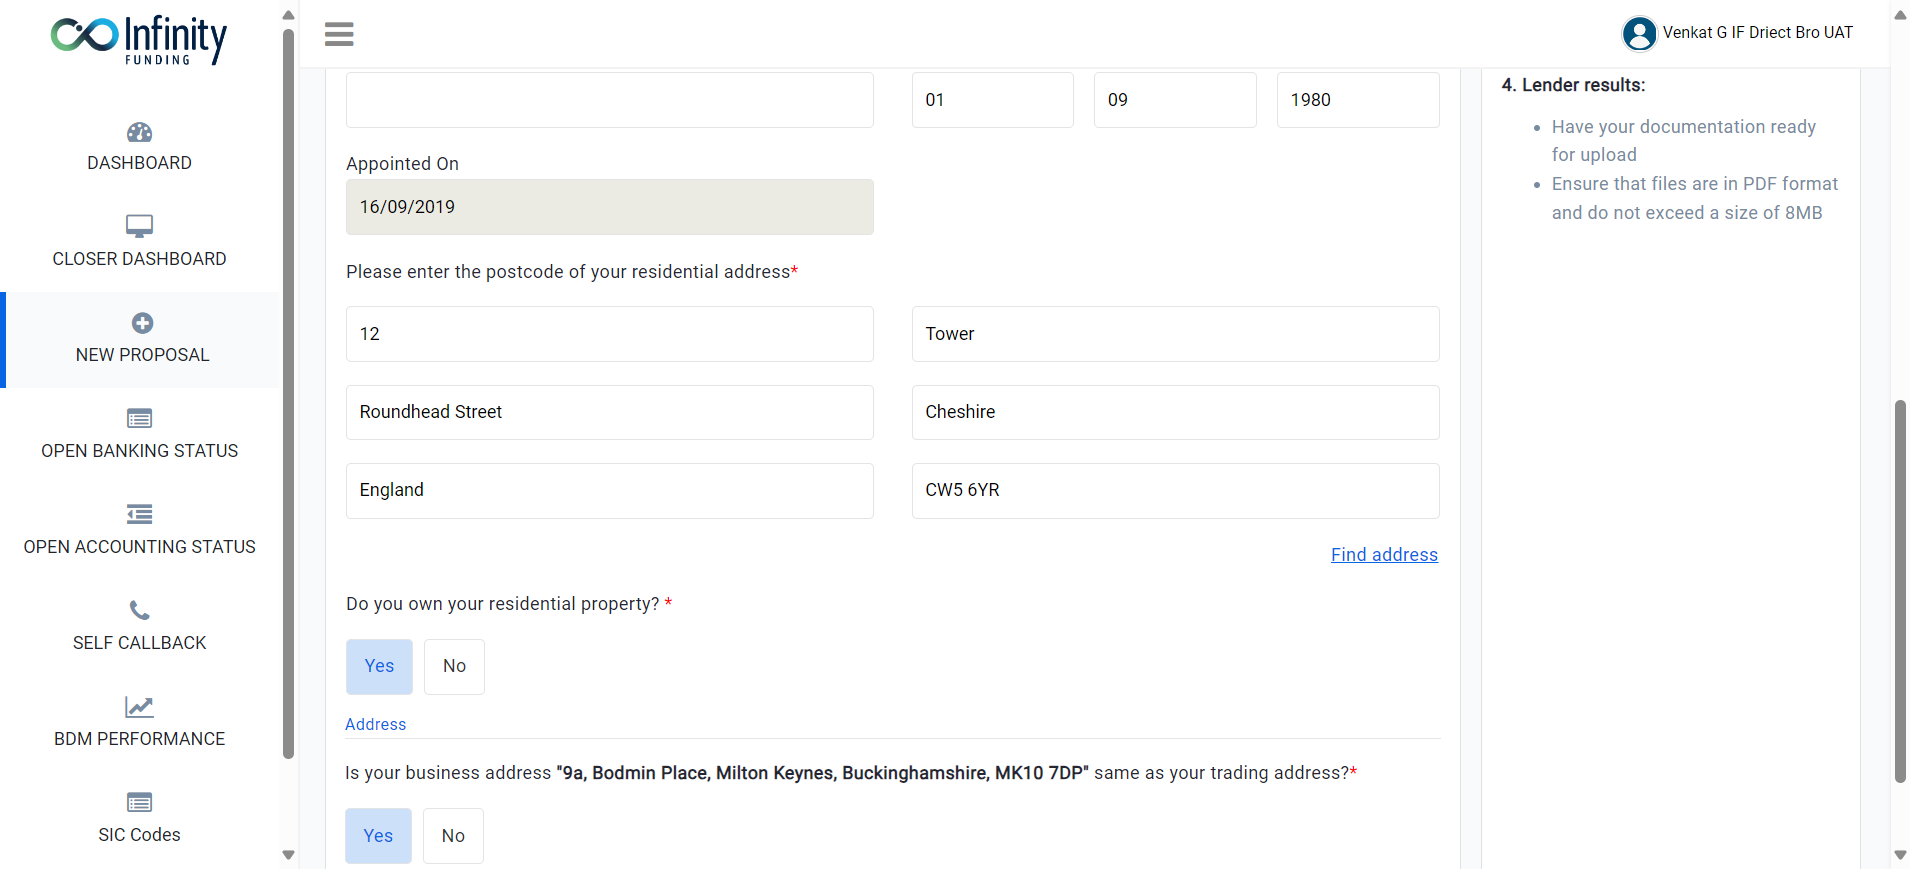 Infinity
FUNDING
DASHBOARD
CLOSER DASHBOARD
NEW PROPOSAL
OPEN BANKING STATUS
OPEN ACCOUNTING STATUS
SELF CALLBACK
BDM PERFORMANCE
SIC Codes
Venkat G IF Driect Bro UAT
01
09
1980
Appointed On
16/09/2019
Please enter the postcode of your residential address*
12
Tower
Roundhead Street
Cheshire
England
CW5 6YR
Find address
Do you own your residential property? *
Yes
No
Address
Is your business address "9a, Bodmin Place, Milton Keynes, Buckinghamshire, MK10 7DP" same as your trading address?*
Yes
No
4. Lender results:
• Have your documentation ready
for upload
• Ensure that files are in PDF format
and do not exceed a size of 8MB